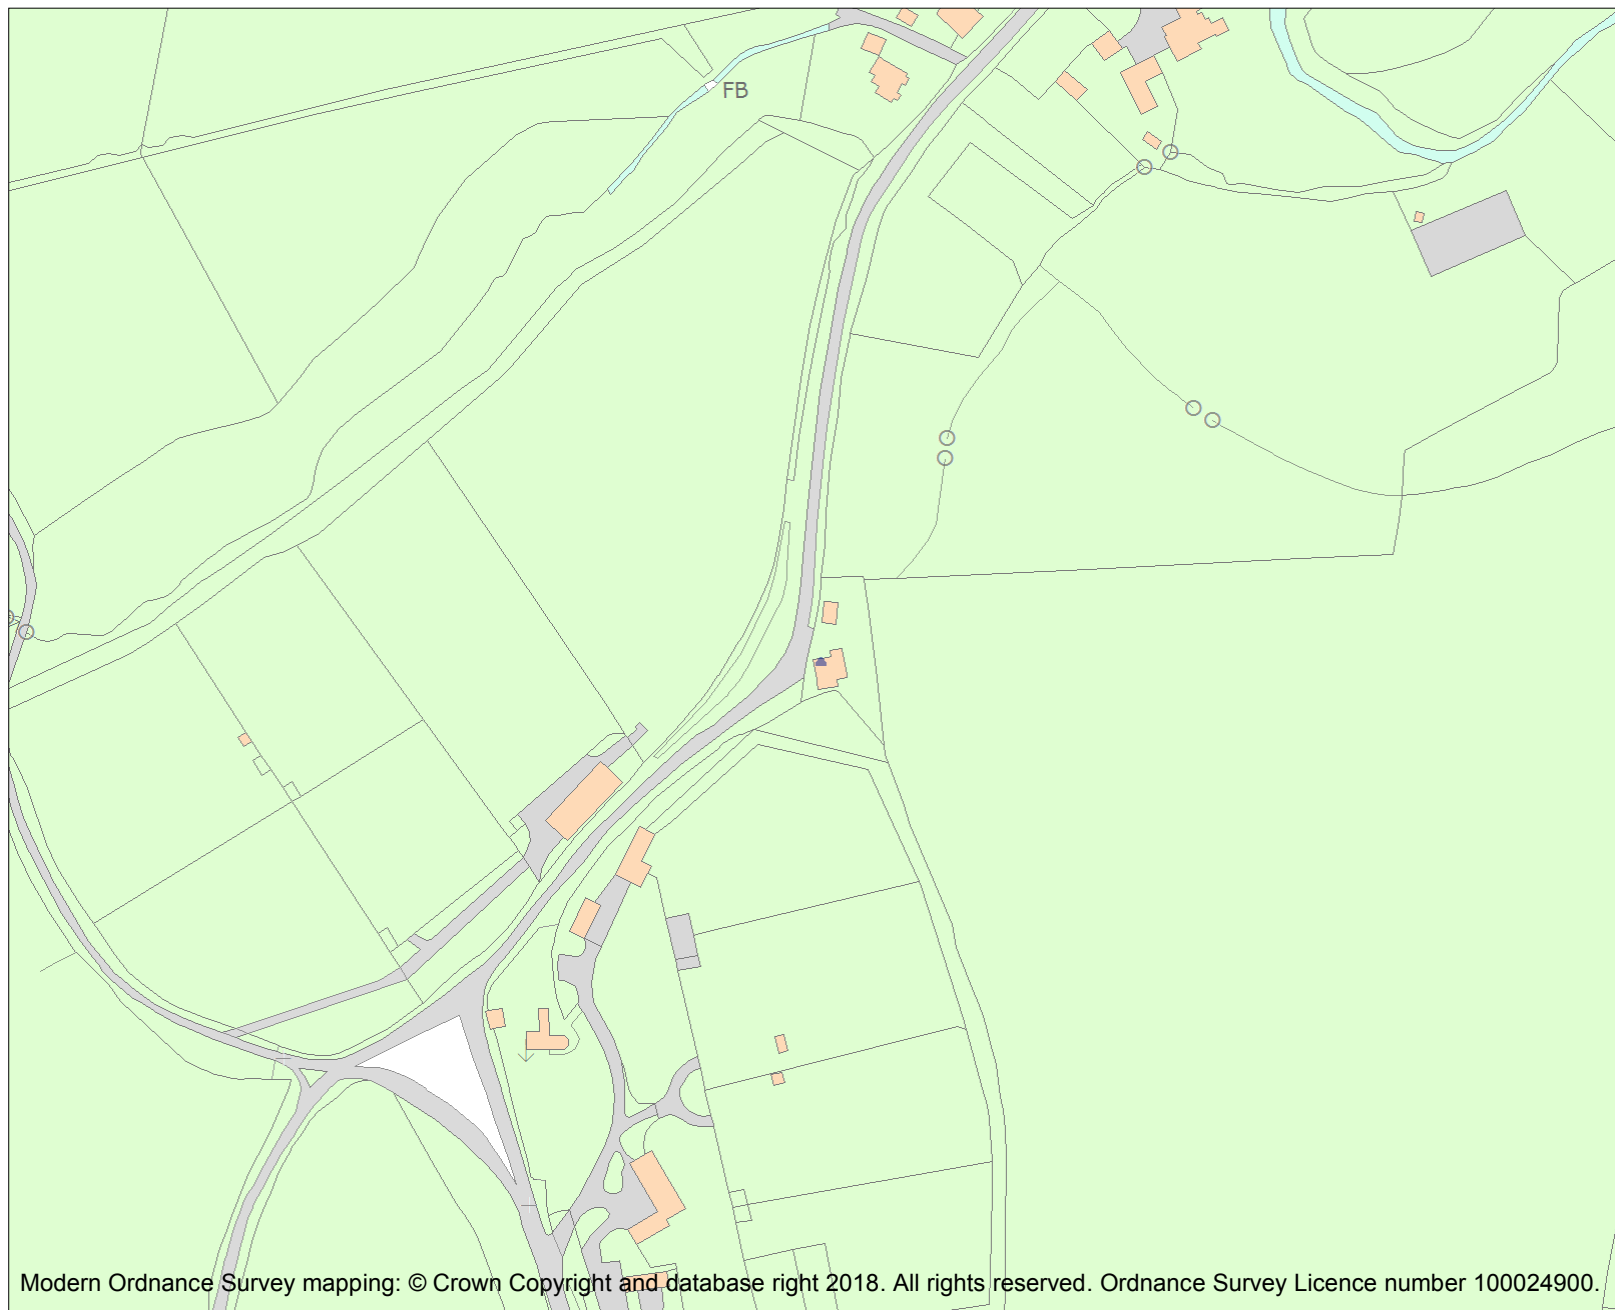 FB
Modern Ordnance Survey mapping: © Crown Copyright and database right 2018. All rights reserved. Ordnance Survey Licence number 100024900.